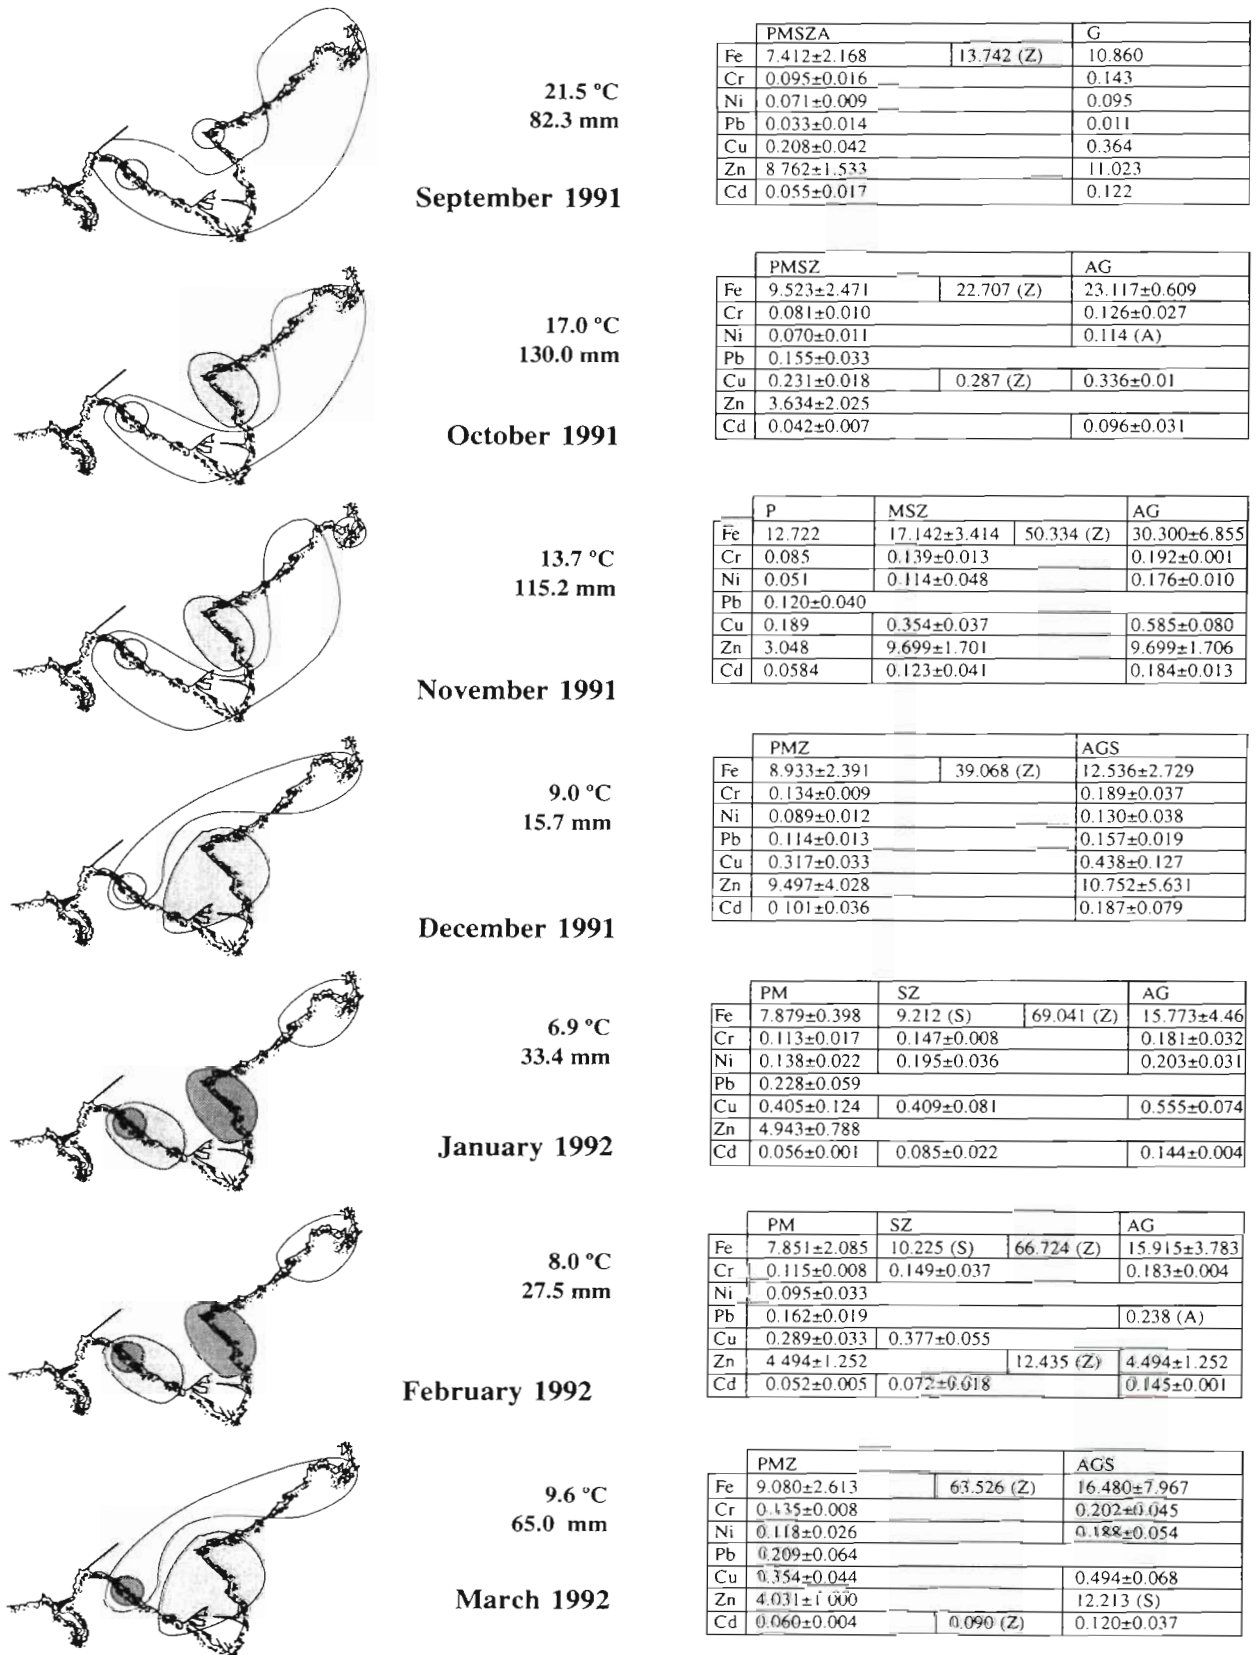 PMSZA G
Fe 7.412±2.168 13.742 (Z) 10.860
Cr 0.095±0.016 0.143
Ni 0.071±0.009 0.095
Pb 0.033±0.014 0.011
Cu 0.208±0.042 0.364
Zn 8 762±1.533 11.023
Cd 0.055±0.017 0.122
21.5 °C
82.3 mm
September 1991
PMSZ AG
Fe 9.523±2.471 22.707 (Z) 23.117±0.609
Cr 0.081±0.010 0.126±0.027
Ni 0.070±0.011 0.114 (A)
Pb 0.155±0.033
Cu 0.231±0.018 0.287 (Z) 0.336±0.01
Zn 3.634±2.025
Cd 0.042±0.007 0.096±0.031
17.0 °C
130.0 mm
October 1991
P MSZ AG
Fe 12.722 17.142±3.414 50.334 (Z) 30.300±6.855
Cr 0.085 0.139±0.013 0.192±0.001
Ni 0.051 0.114±0.048 0.176±0.010
Pb 0.120±0.040
Cu 0.189 0.354±0.037 0.585±0.080
Zn 3.048 9.699±1.701 9.699±1.706
Cd 0.0584 0.123±0.041 0.184±0.013
13.7 °C
115.2 mm
November 1991
PMZ AGS
Fe 8.933±2.391 39.068 (Z) 12.536±2.729
Cr 0.134±0.009 0.189±0.037
Ni 0.089±0.012 0.130±0.038
Pb 0.114±0.013 0.157±0.019
Cu 0.317±0.033 0.438±0.127
Zn 9.497±4.028 10.752±5.631
Cd 0.101±0.036 0.187±0.079
9.0 °C
15.7 mm
December 1991
PM SZ AG
Fe 7.879±0.398 9.212 (S) 69.041 (Z) 15.773±4.46
Cr 0.113±0.017 0.147±0.008 0.181±0.032
Ni 0.138±0.022 0.195±0.036 0.203±0.031
Pb 0.228±0.059
Cu 0.405±0.124 0.409±0.081 0.555±0.074
Zn 4.943±0.788
Cd 0.056±0.001 0.085±0.022 0.144±0.004
6.9 °C
33.4 mm
January 1992
PM SZ AG
Fe 7.851±2.085 10.225 (S) 66.724 (Z) 15.915±3.783
Cr 0.115±0.008 0.149±0.037 0.183±0.004
Ni 0.095±0.033
Pb 0.162±0.019 0.238 (A)
Cu 0.289±0.033 0.377±0.055
Zn 4 494±1.252 12.435 (Z) 4.494±1.252
Cd 0.052±0.005 0.072±0.018 0.145±0.001
8.0 °C
27.5 mm
February 1992
PMZ AGS
Fe 9.080±2.613 63.526 (Z) 16.480±7.967
Cr 0.135±0.008 0.202±0.045
Ni 0.118±0.026 0.188±0.054
Pb 0.209±0.064
Cu 0.354±0.044 0.494±0.068
Zn 4.031±1 000 12.213 (S)
Cd 0.060±0.004 0.090 (Z) 0.120±0.037
9.6 °C
65.0 mm
March 1992